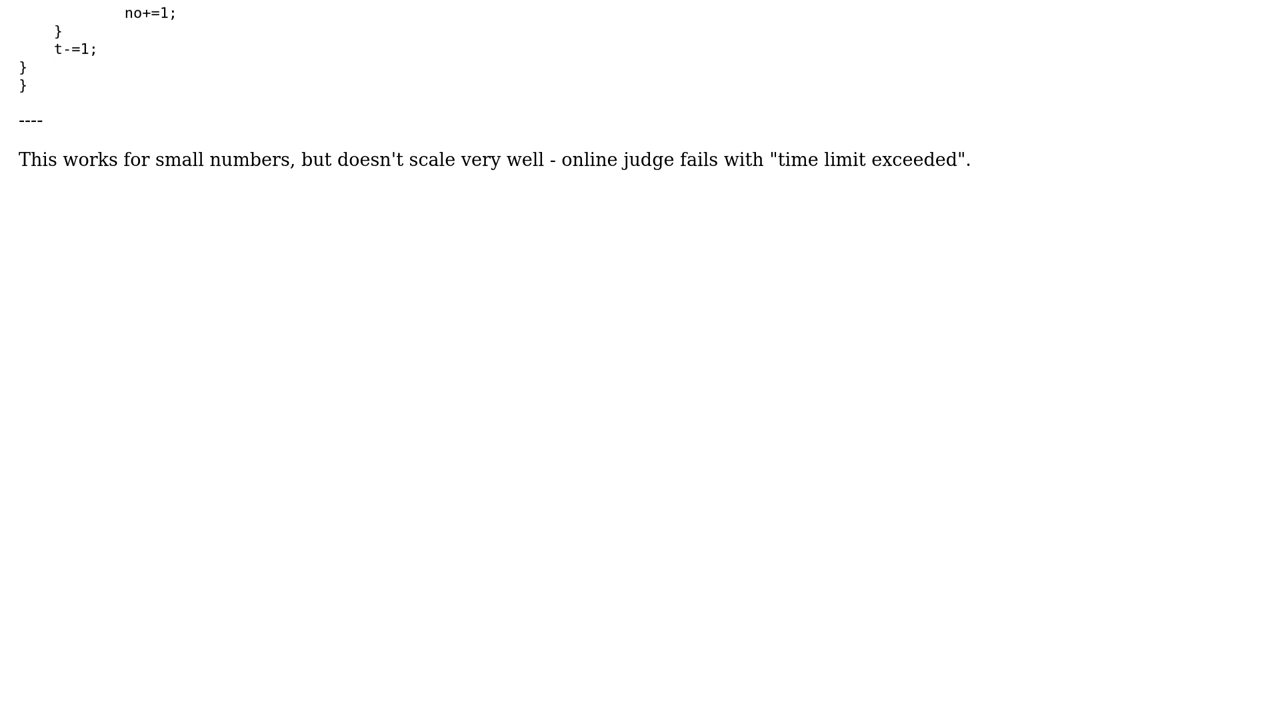 no+=1;
    }
    t-=1;
}
}
----
This works for small numbers, but doesn't scale very well - online judge fails with "time limit exceeded".